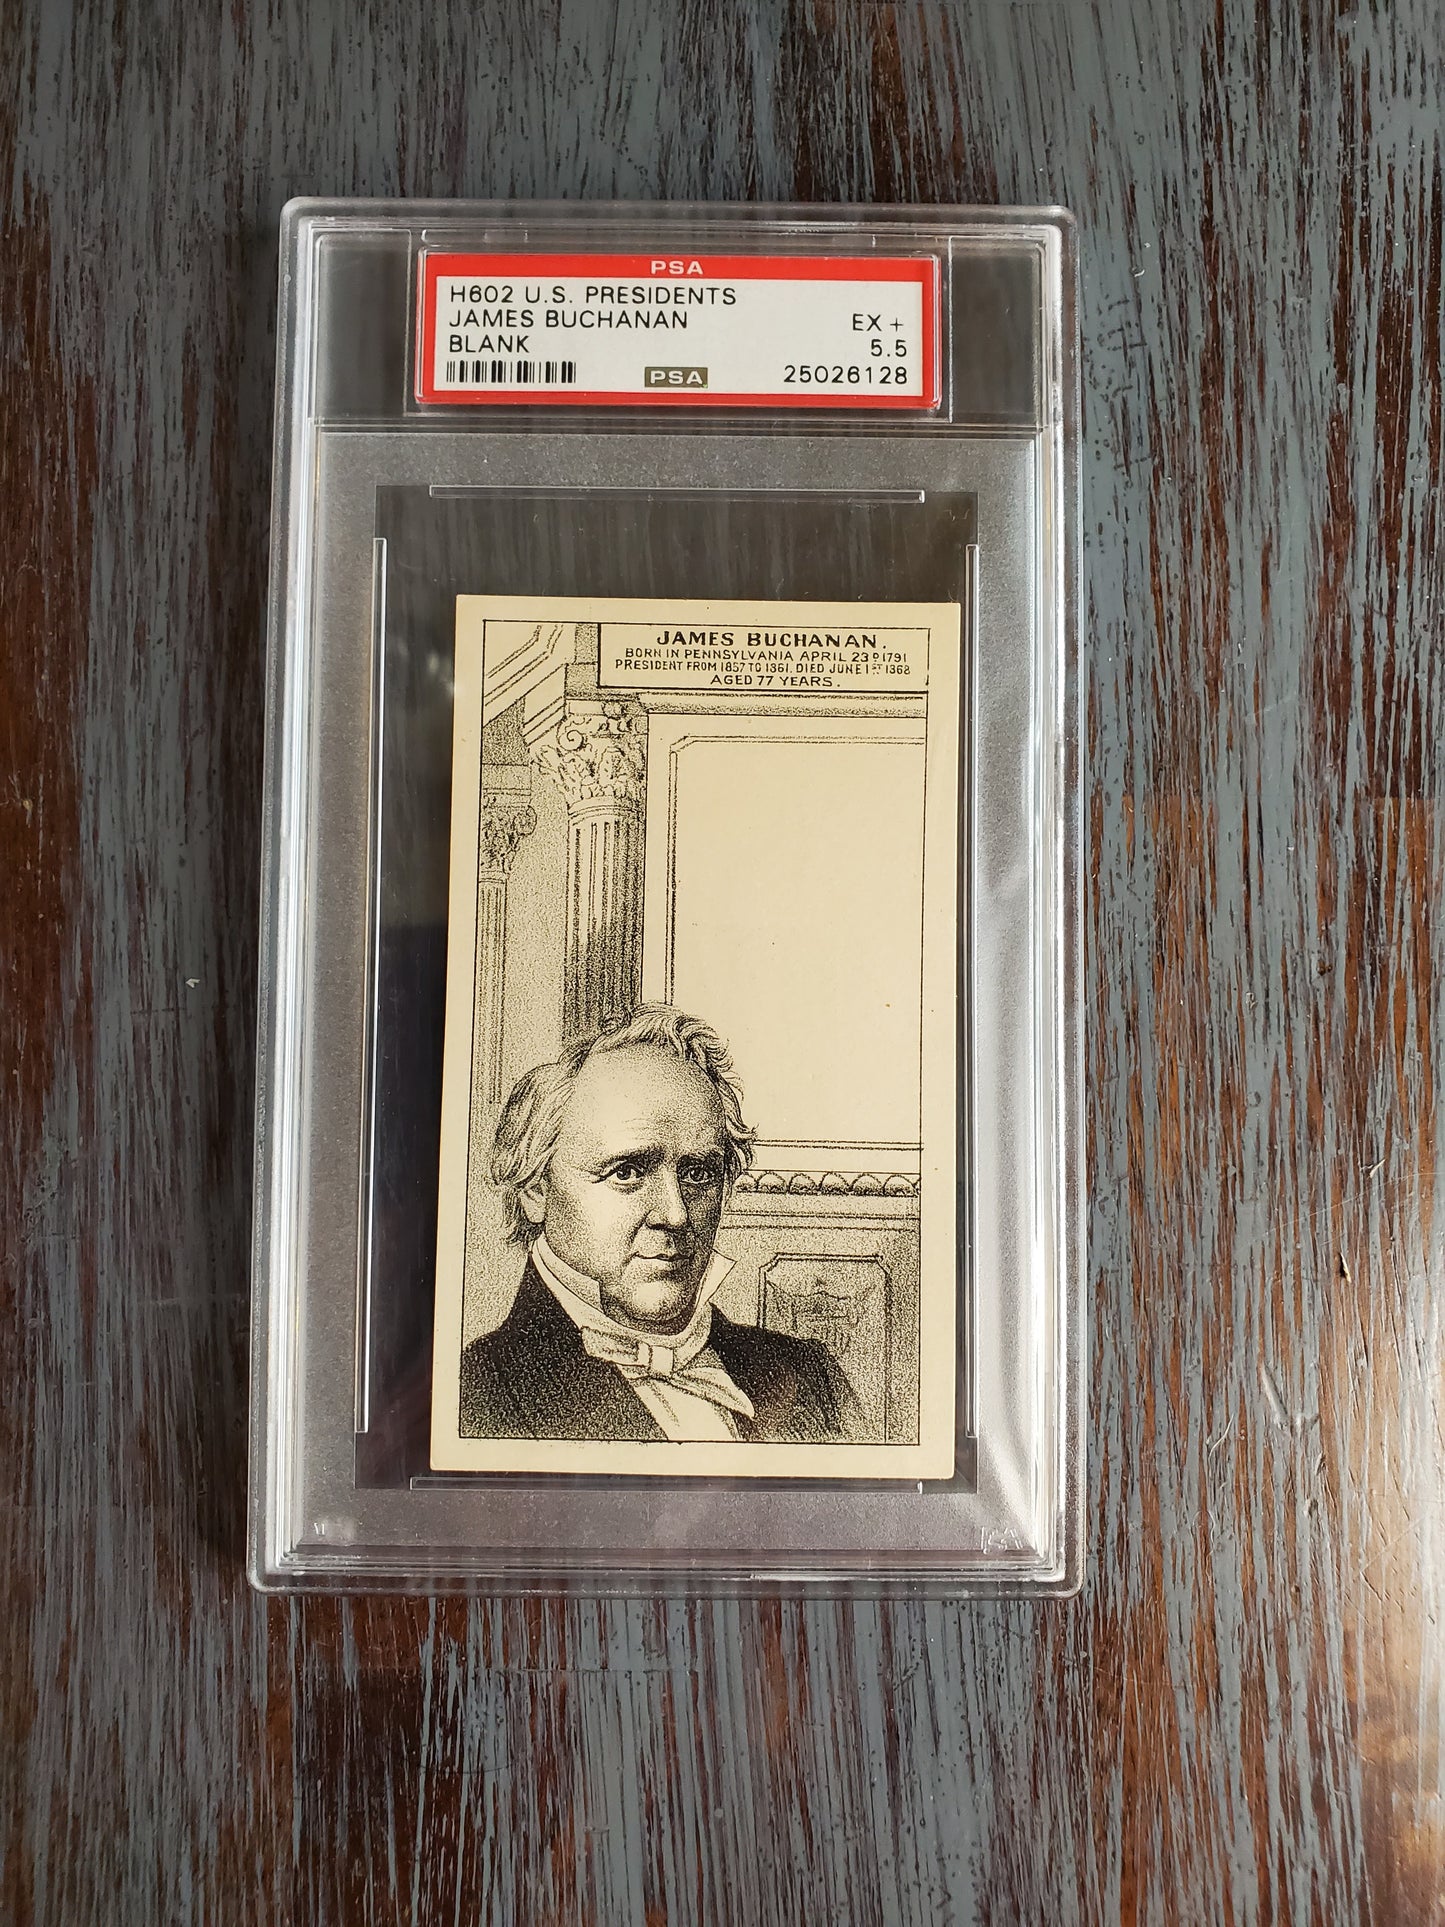 PSA
H602 U.S. PRESIDENTS
JAMES BUCHANAN EX +
BLANK 5.5
PSA 25026128
JAMES BUCHANAN.
BORN IN PENNSYLVANIA APRIL 23D 1791
PRESIDENT FROM 1857 TO 1861. DIED JUNE 1ST 1868
AGED 77 YEARS.